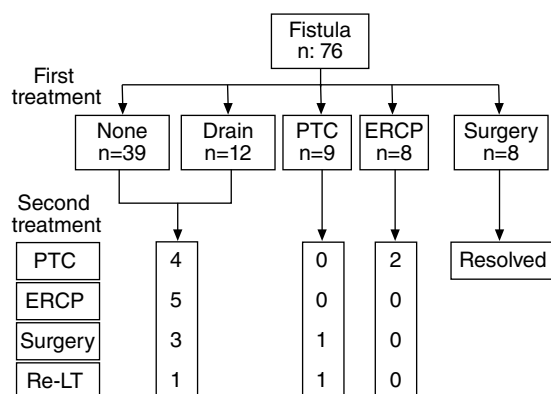 Fistula
n: 76
First
treatment
None
n=39
Drain
n=12
PTC
n=9
ERCP
n=8
Surgery
n=8
Second
treatment
PTC 4 0 2 Resolved
ERCP 5 0 0
Surgery 3 1 0
Re-LT 1 1 0